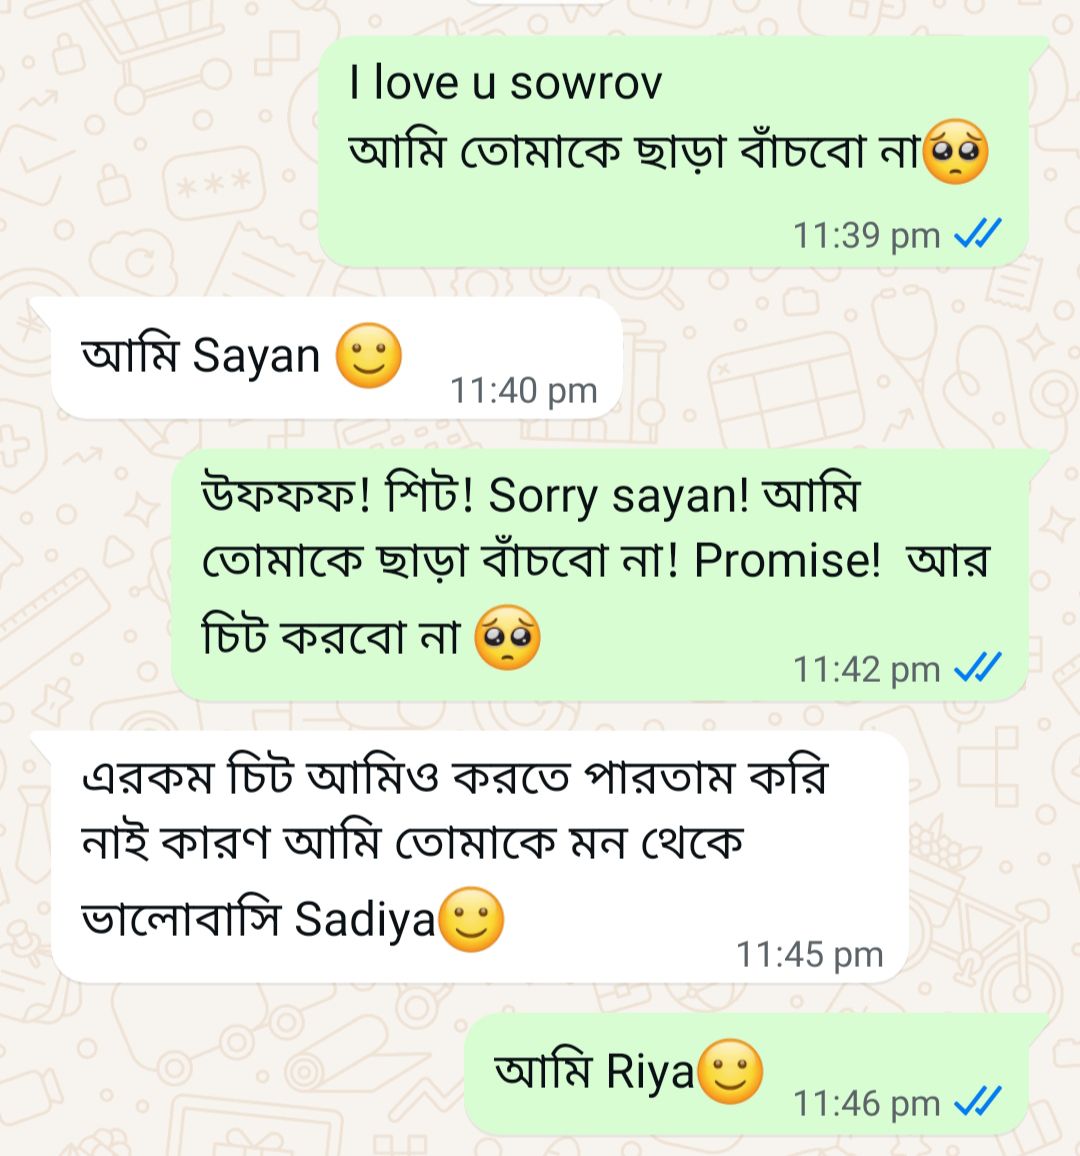 I love u sowrov
আমি তোমাকে ছাড়া বাঁচবো না🥺
11:39 pm
আমি Sayan 🙂
11:40 pm
উফফফ! শিট! Sorry sayan! আমি
তোমাকে ছাড়া বাঁচবো না! Promise!  আর
চিট করবো না 🥺
11:42 pm
এরকম চিট আমিও করতে পারতাম করি
নাই কারণ আমি তোমাকে মন থেকে
ভালোবাসি Sadiya🙂
11:45 pm
আমি Riya🙂
11:46 pm